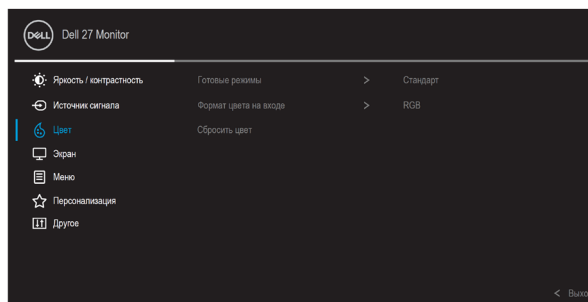 DELL Dell 27 Monitor
Яркость / контрастность Готовые режимы > Стандарт
Источник сигнала Формат цвета на входе > RGB
Цвет Сбросить цвет
Экран
Меню
Персонализация
Другое